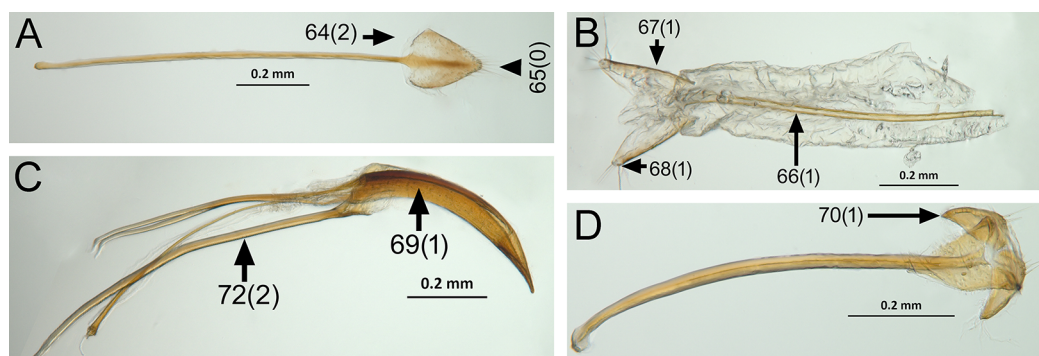 A
64(2)
65(0)
0.2 mm
B
67(1)
68(1)
66(1)
0.2 mm
C
69(1)
72(2)
0.2 mm
D
70(1)
0.2 mm